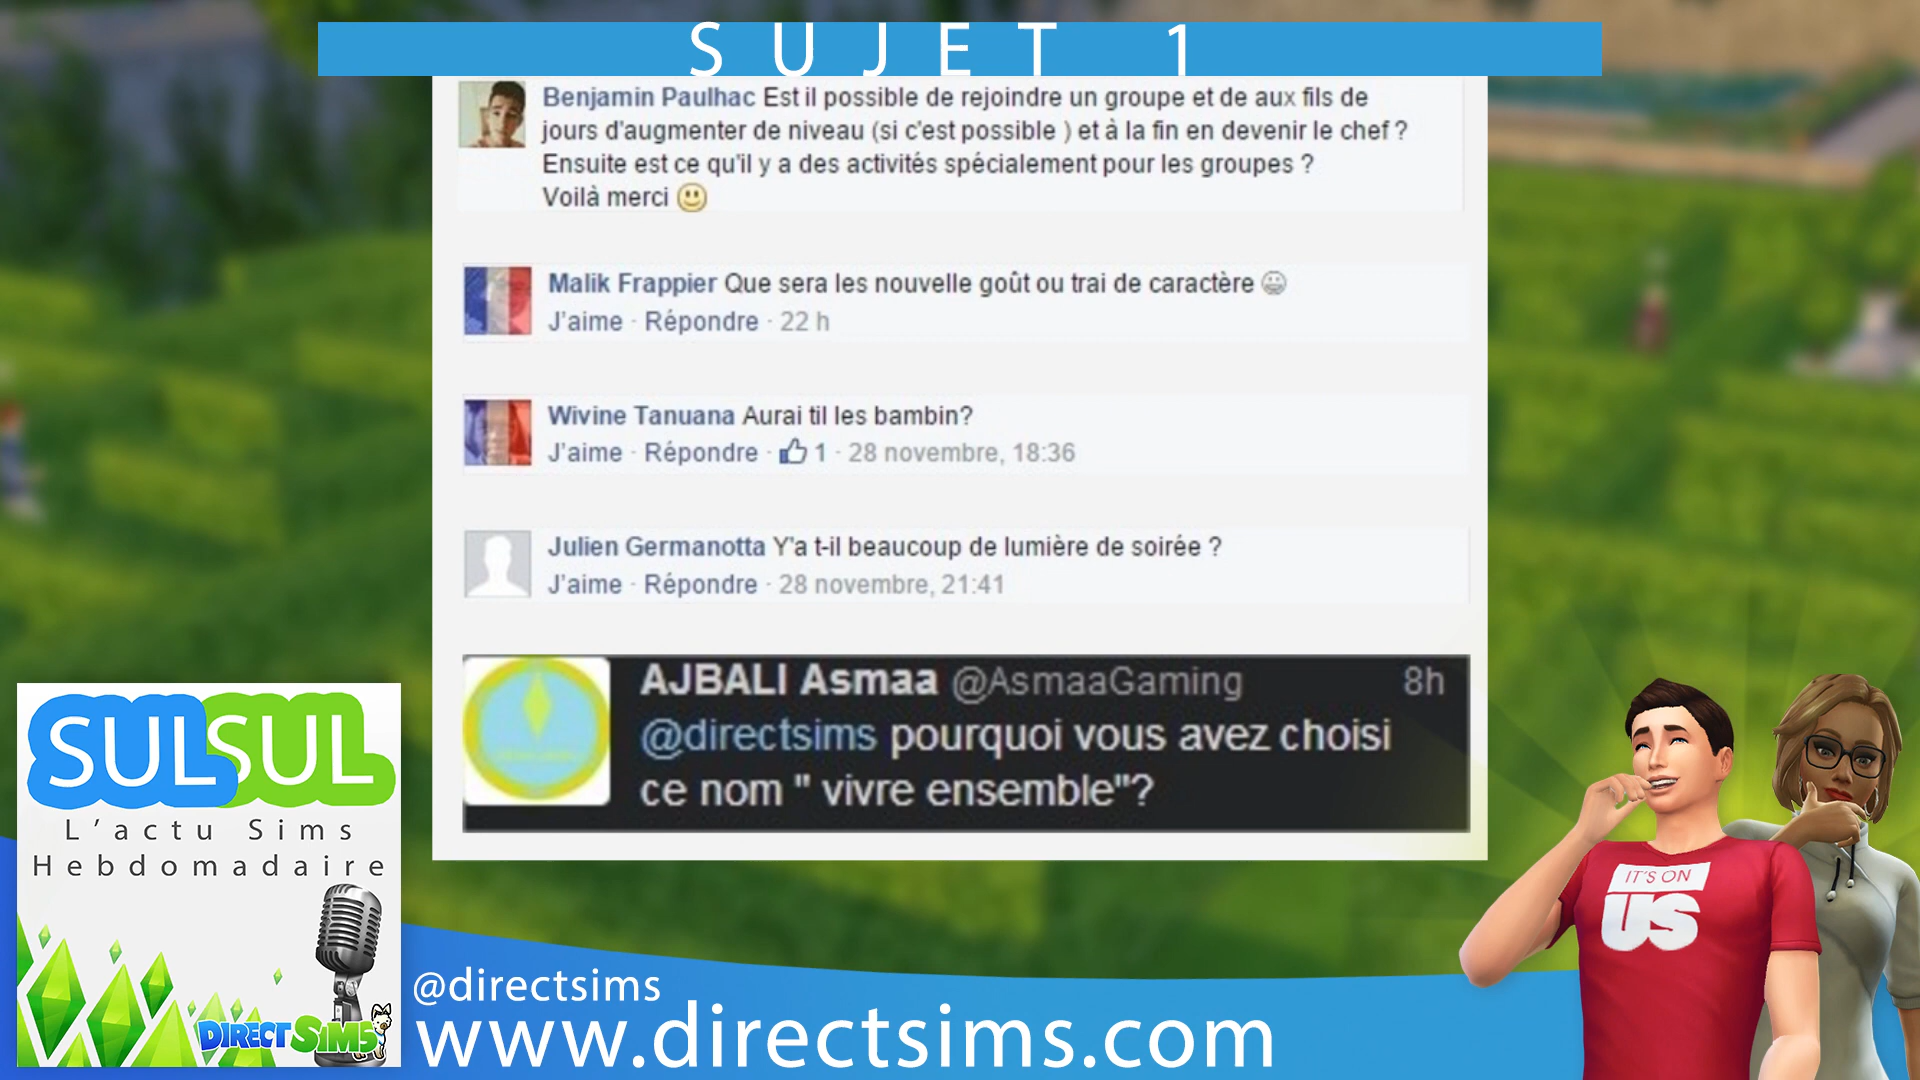 SUJET 1
Benjamin Paulhac Est il possible de rejoindre un groupe et de aux fils de
jours d'augmenter de niveau (si c'est possible ) et à la fin en devenir le chef ?
Ensuite est ce qu'il y a des activités spécialement pour les groupes ?
Voilà merci
Malik Frappier Que sera les nouvelle goût ou trai de caractère
J'aime · Répondre · 22 h
Wivine Tanuana Aurai til les bambin?
J'aime · Répondre · 1 · 28 novembre, 18:36
Julien Germanotta Y'a t-il beaucoup de lumière de soirée ?
J'aime · Répondre · 28 novembre, 21:41
AJBALI Asmaa @AsmaaGaming 8h
@directsims pourquoi vous avez choisi
ce nom " vivre ensemble"?
SULSUL
L'actu Sims
Hebdomadaire
DIRECT SIMS
@directsims
www.directsims.com
IT'S ON
US